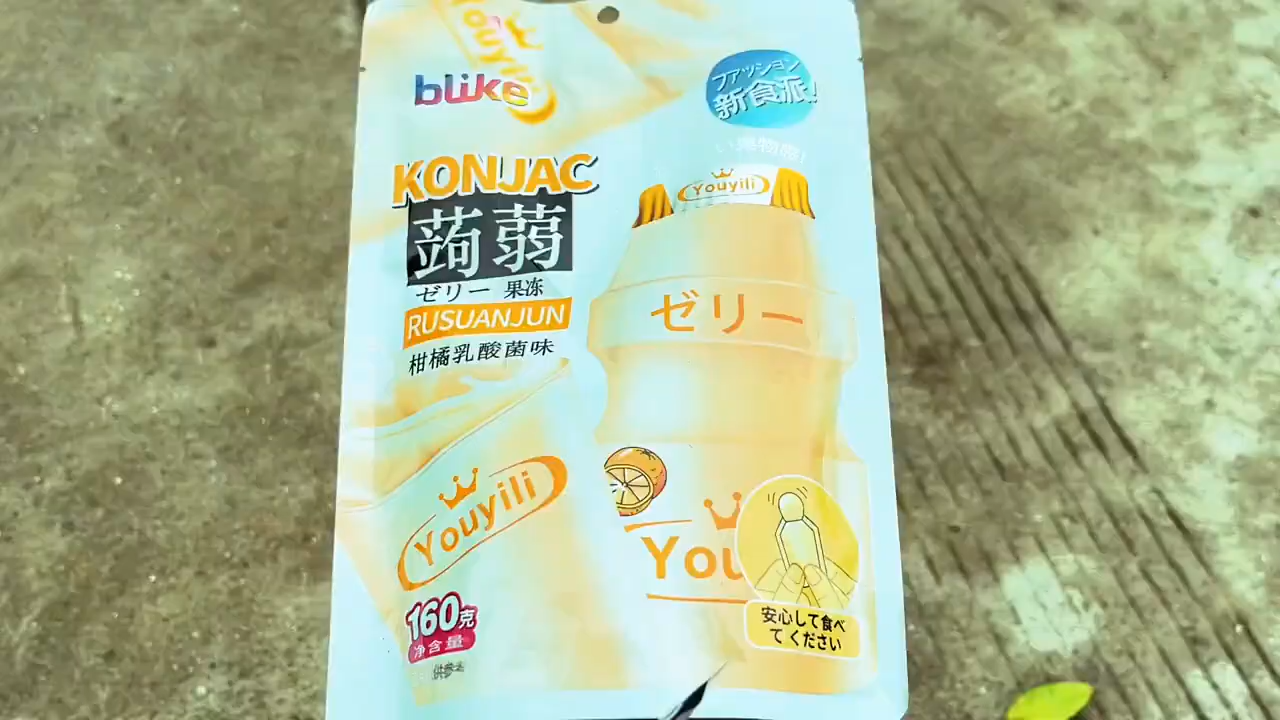 blike
ファッション
新食派!
KONJAC
蒟蒻
ゼリー 果冻
RUSUANJUN
柑橘乳酸菌味
Youyili
ゼリー
Youyili
You
160克
净含量
安心して食べ
てください